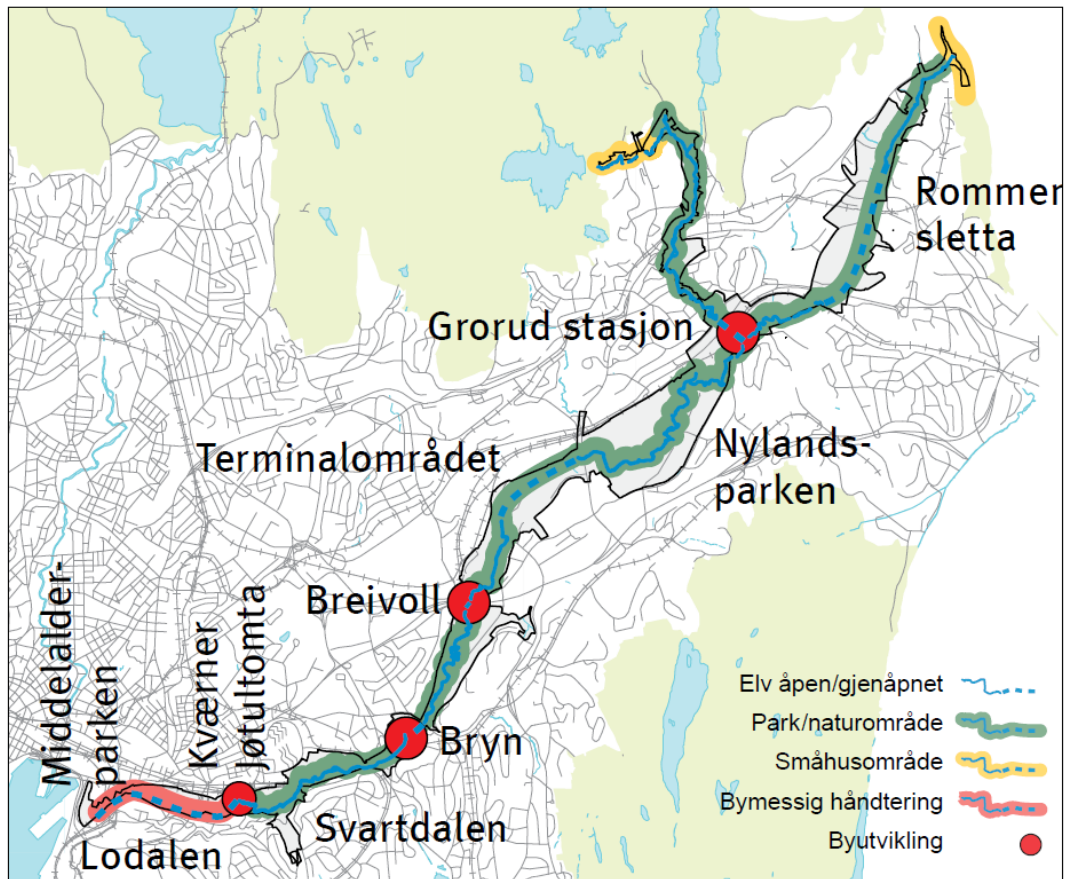 Rommen
sletta
Grorud stasjon
Terminalområdet
Nylands-
parken
Breivoll
Middelalder-
parken
Kværner
Jøtultomta
Bryn
Svartdalen
Lodalen
Elv åpen/gjenåpnet
Park/naturområde
Småhusområde
Bymessig håndtering
Byutvikling